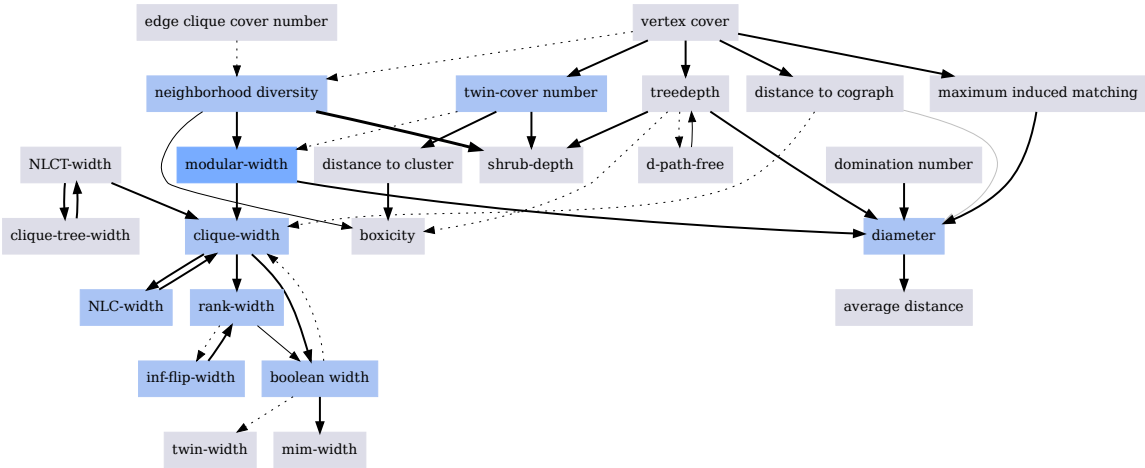 edge clique cover number
vertex cover
neighborhood diversity
twin-cover number
treedepth
distance to cograph
maximum induced matching
NLCT-width
modular-width
distance to cluster
shrub-depth
d-path-free
domination number
clique-tree-width
clique-width
boxicity
diameter
NLC-width
rank-width
average distance
inf-flip-width
boolean width
twin-width
mim-width